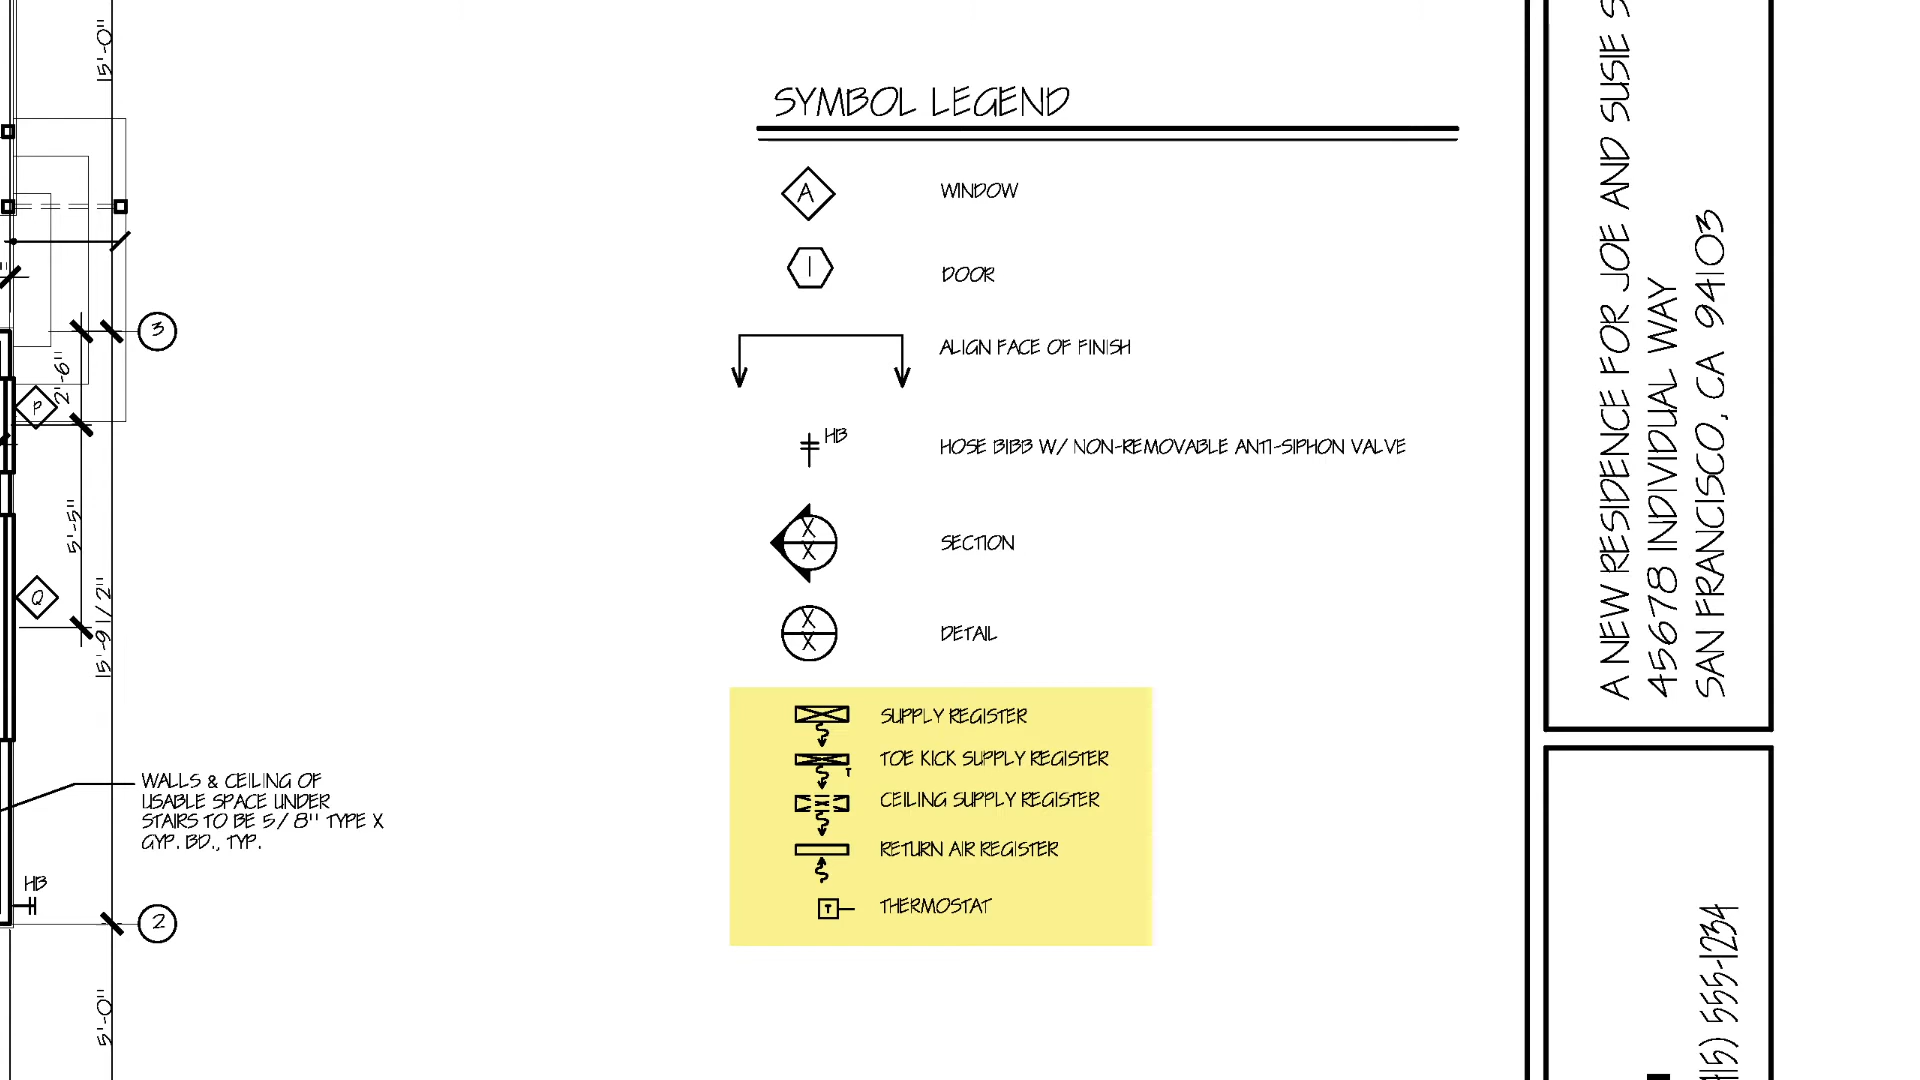 15'-0"
3
2'-6"
P
5'-5"
Q
15'-9 1/2"
WALLS & CEILING OF
USABLE SPACE UNDER
STAIRS TO BE 5/8" TYPE X
GYP. BD., TYP.
HB
2
5'-0"
SYMBOL LEGEND
A WINDOW
1 DOOR
ALIGN FACE OF FINISH
HB HOSE BIBB W/ NON-REMOVABLE ANTI-SIPHON VALVE
X
X SECTION
X
X DETAIL
SUPPLY REGISTER
T TOE KICK SUPPLY REGISTER
CEILING SUPPLY REGISTER
RETURN AIR REGISTER
T THERMOSTAT
A NEW RESIDENCE FOR JOE AND SUSIE S
45678 INDIVIDUAL WAY
SAN FRANCISCO, CA 94103
15) 555-1234